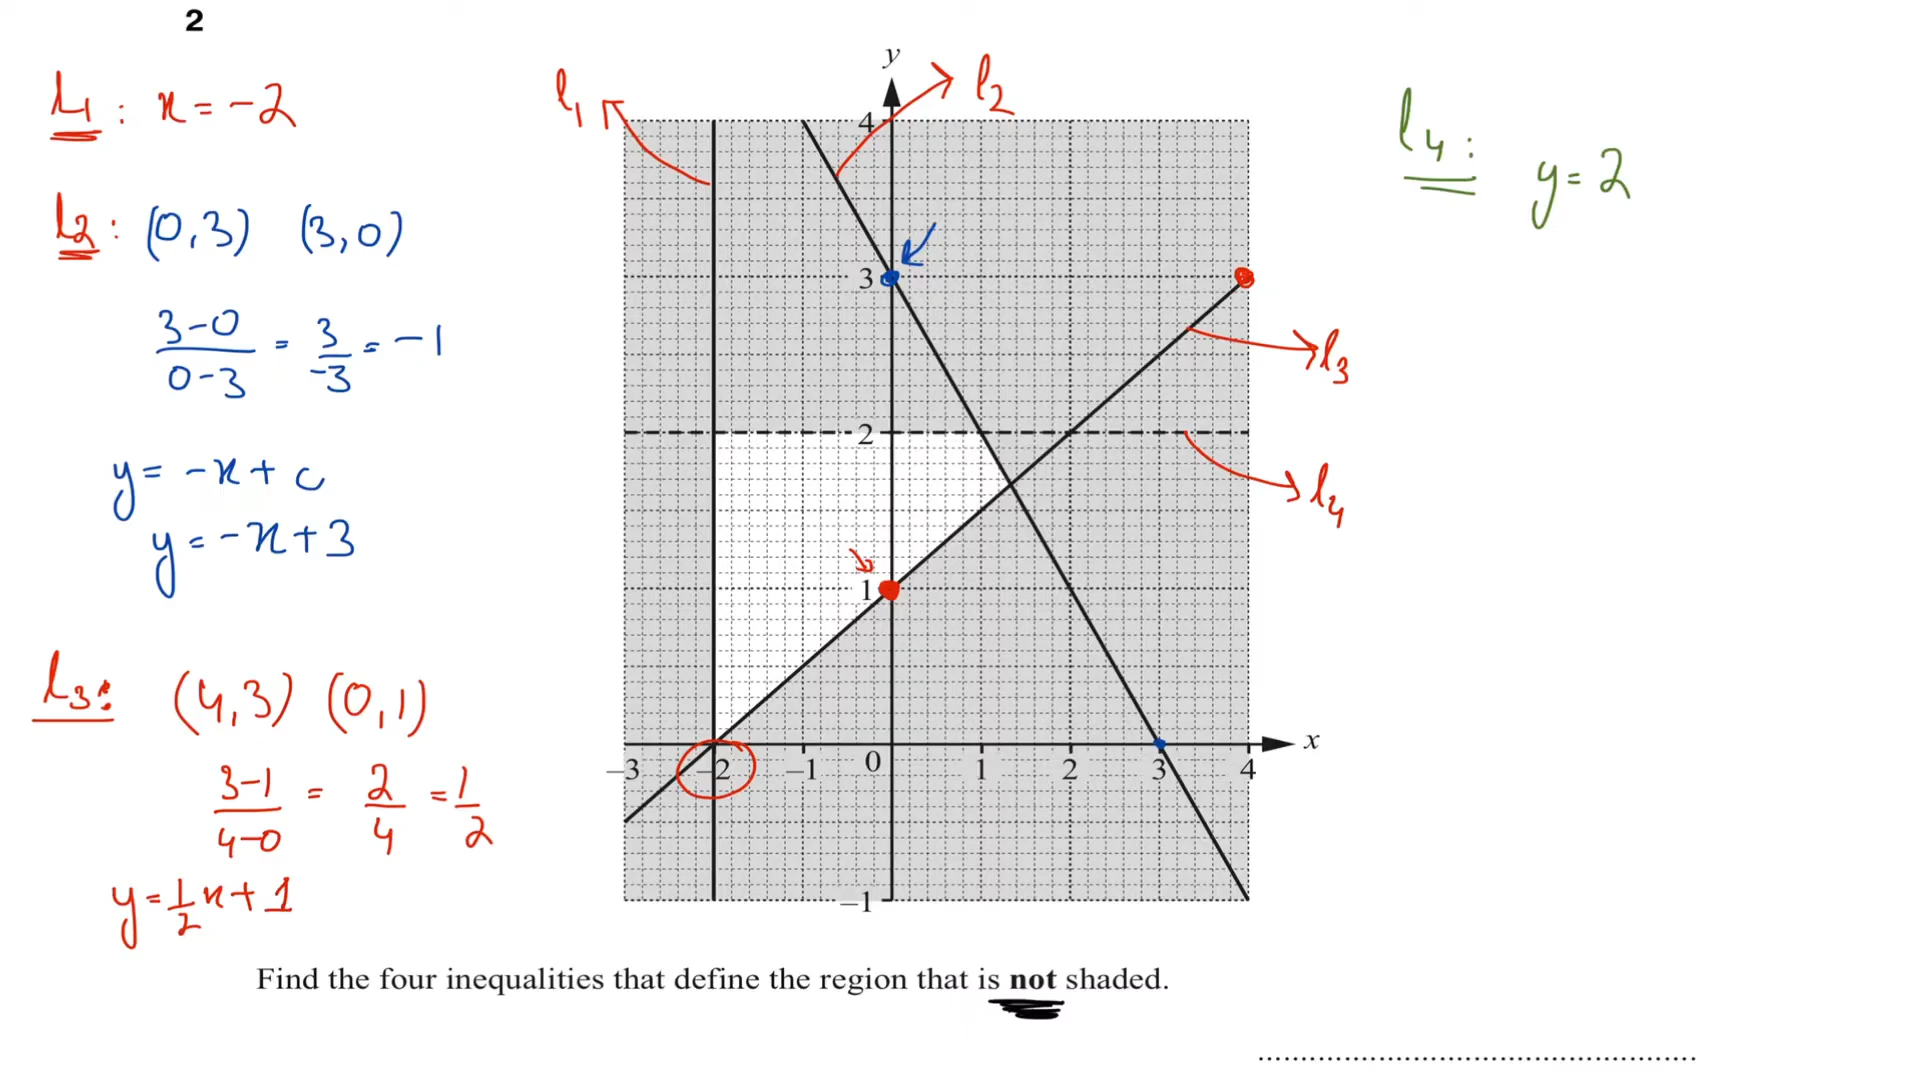 2
L1 : x = -2
l2 : (0,3) (3,0)
3-0 / 0-3 = 3 / -3 = -1
y = -x + c
y = -x + 3
l3: (4,3) (0,1)
3-1 / 4-0 = 2 / 4 = 1 / 2
y = 1/2 x + 1
y
l1
l2
4
3
2
1
l3
l4
–3 –2 –1 0 1 2 3 4 x
–1
l4 : y = 2
Find the four inequalities that define the region that is not shaded.